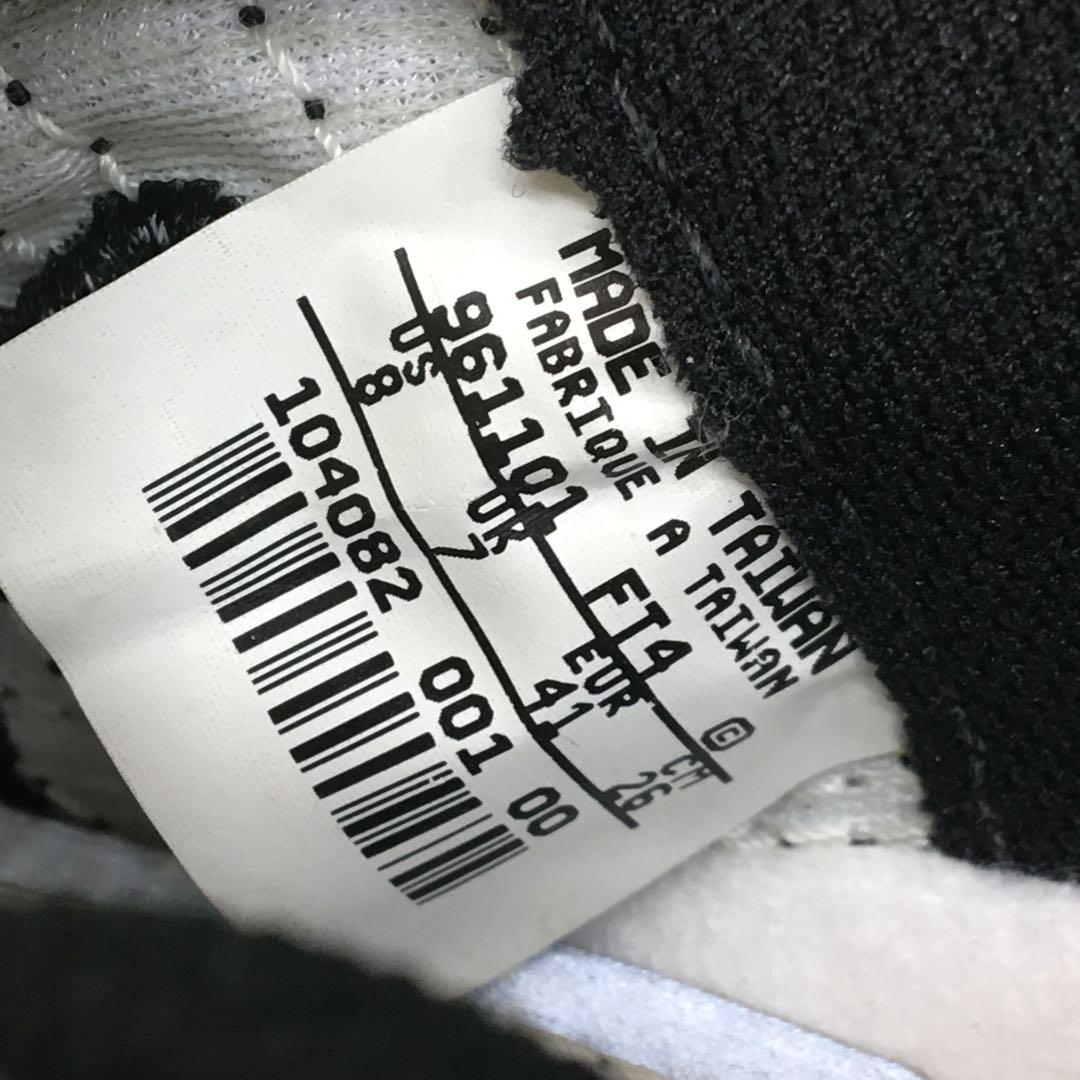 MADE IN TAIWAN
FABRIQUE A TAIWAN
961101 FT4 G
US UK EUR CM
8 7 41 26
104082 001 00